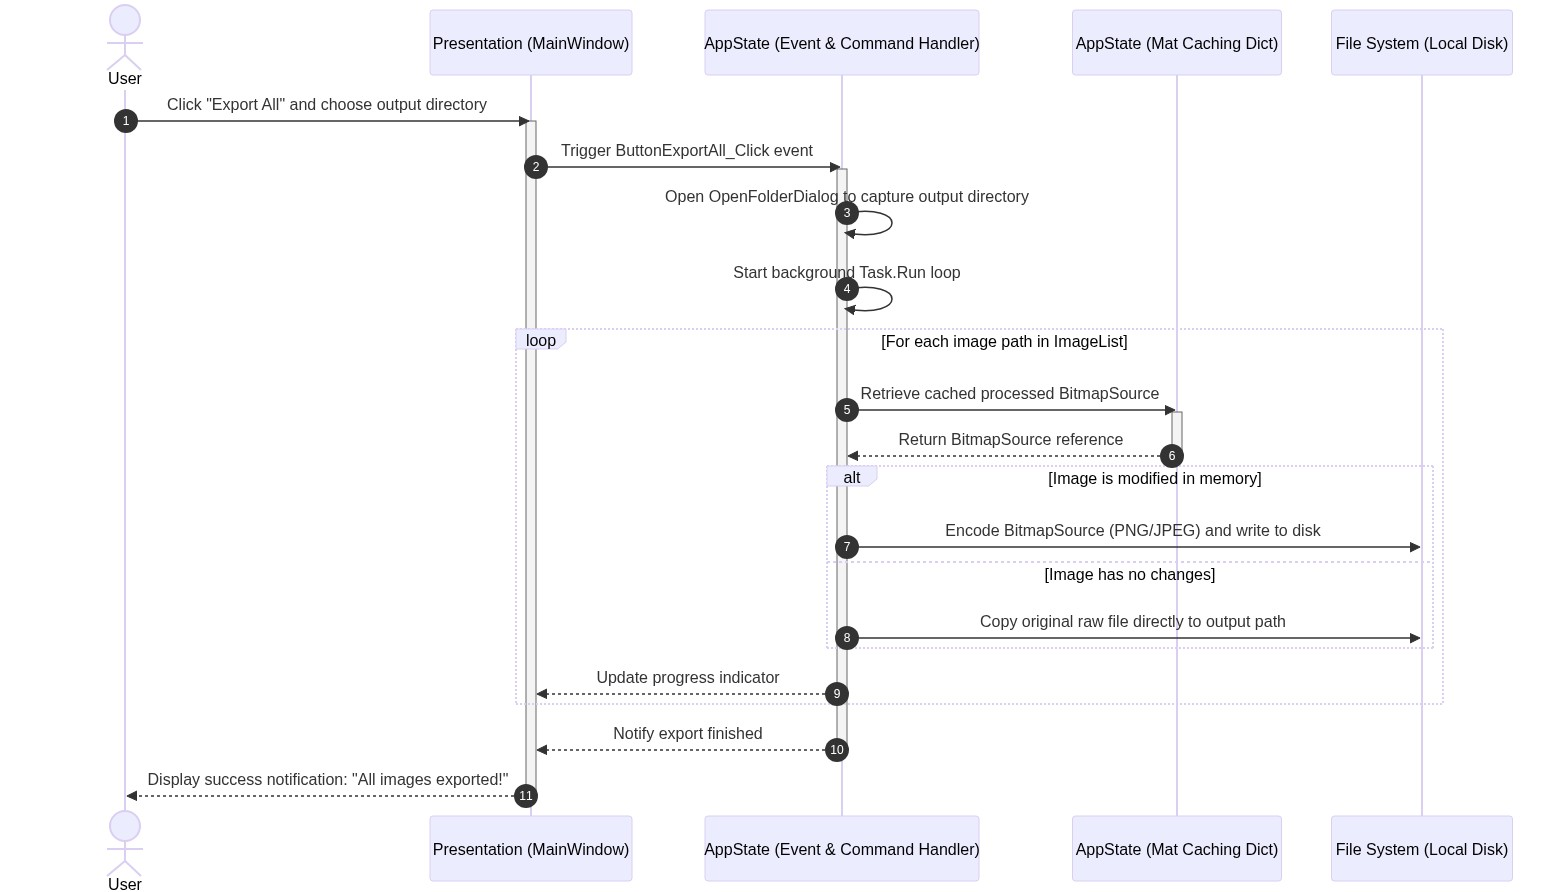 User
Presentation (MainWindow)
AppState (Event & Command Handler)
AppState (Mat Caching Dict)
File System (Local Disk)
Click "Export All" and choose output directory
1
Trigger ButtonExportAll_Click event
2
Open OpenFolderDialog to capture output directory
3
Start background Task.Run loop
4
loop
[For each image path in ImageList]
Retrieve cached processed BitmapSource
5
Return BitmapSource reference
6
alt
[Image is modified in memory]
Encode BitmapSource (PNG/JPEG) and write to disk
7
[Image has no changes]
Copy original raw file directly to output path
8
Update progress indicator
9
Notify export finished
10
Display success notification: "All images exported!"
11
User
Presentation (MainWindow)
AppState (Event & Command Handler)
AppState (Mat Caching Dict)
File System (Local Disk)